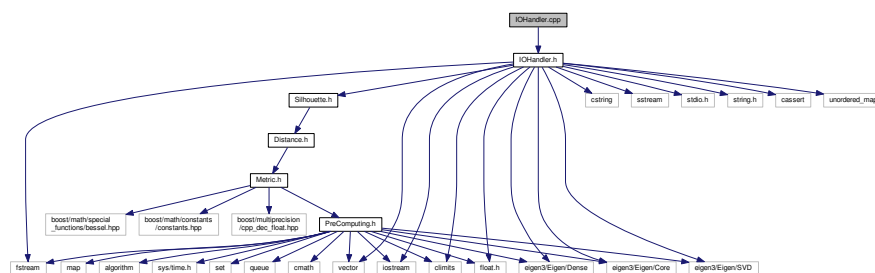 IOHandler.cpp
IOHandler.h
Silhouette.h
cstring
sstream
stdio.h
string.h
cassert
unordered_map
Distance.h
Metric.h
boost/math/special
_functions/bessel.hpp
boost/math/constants
/constants.hpp
boost/multiprecision
/cpp_dec_float.hpp
PreComputing.h
fstream
map
algorithm
sys/time.h
set
queue
cmath
vector
iostream
climits
float.h
eigen3/Eigen/Dense
eigen3/Eigen/Core
eigen3/Eigen/SVD